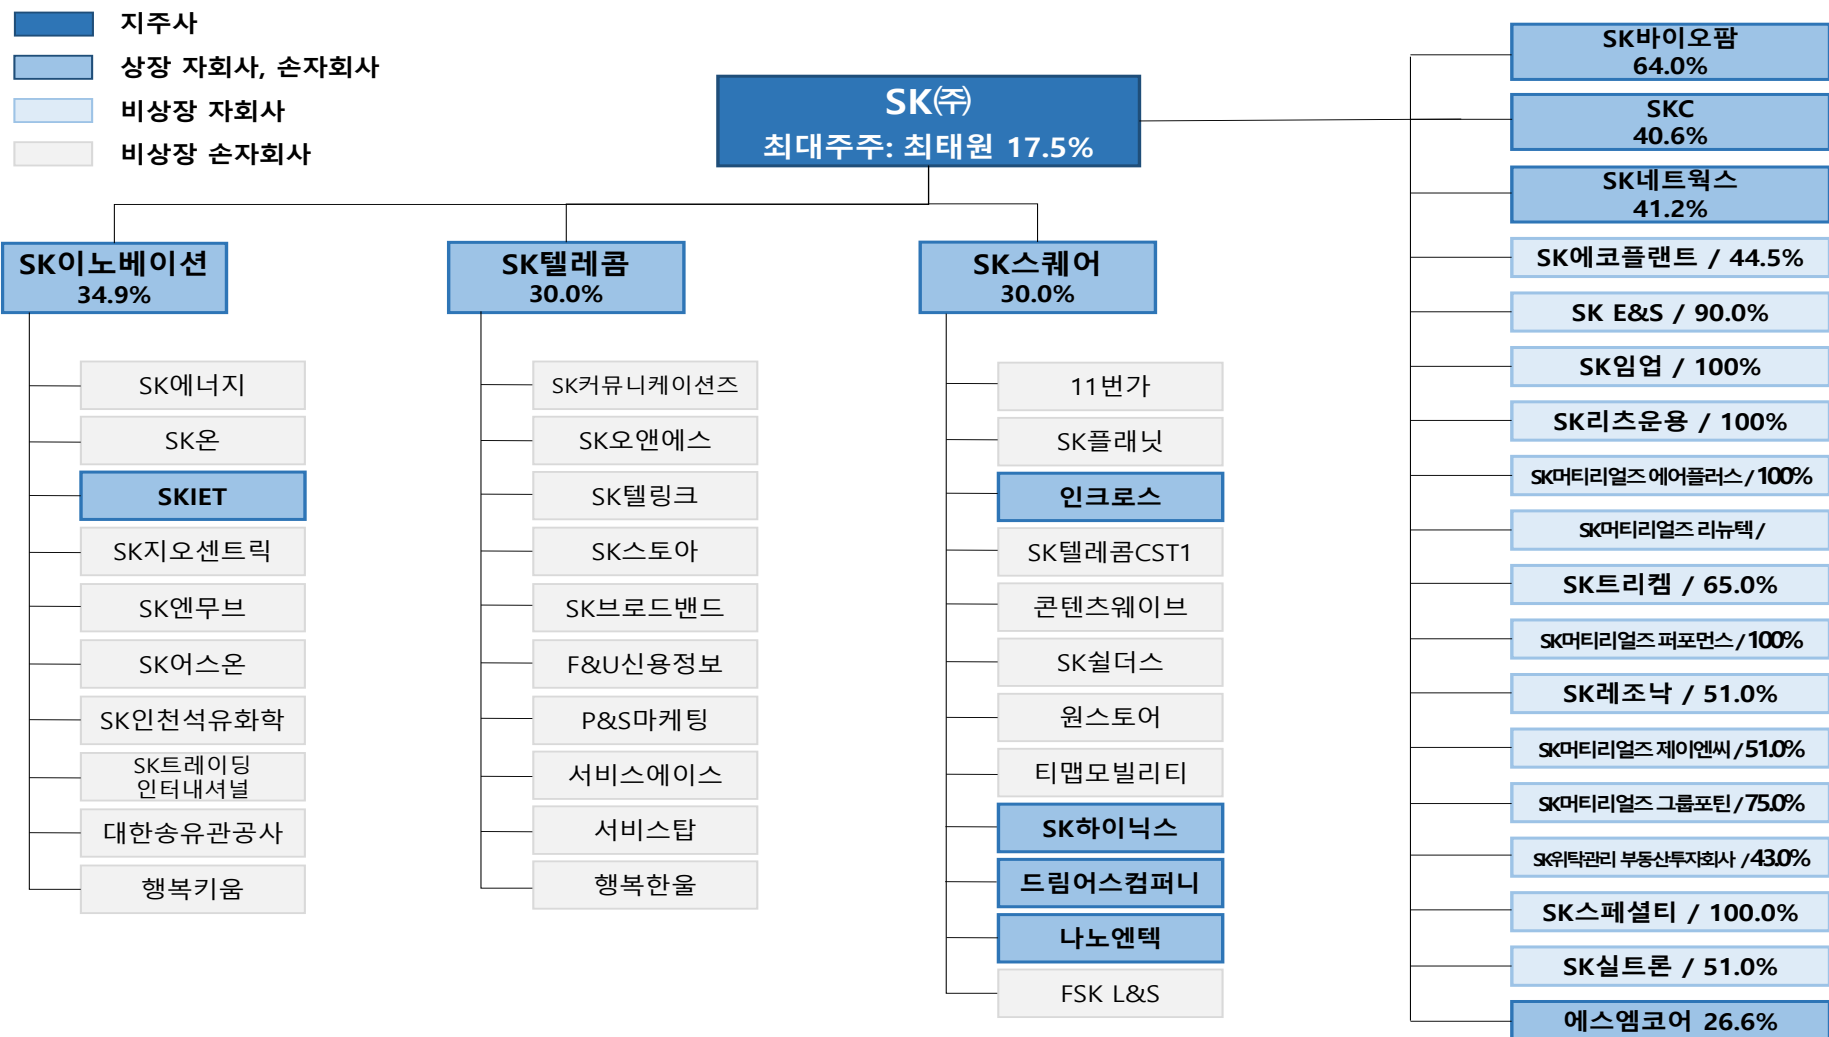 지주사
상장 자회사, 손자회사
비상장 자회사
비상장 손자회사
SK㈜
최대주주: 최태원 17.5%
SK이노베이션
34.9%
SK에너지
SK온
SKIET
SK지오센트릭
SK엔무브
SK어스온
SK인천석유화학
SK트레이딩
인터내셔널
대한송유관공사
행복키움
SK텔레콤
30.0%
SK커뮤니케이션즈
SK오앤에스
SK텔링크
SK스토아
SK브로드밴드
F&U신용정보
P&S마케팅
서비스에이스
서비스탑
행복한울
SK스퀘어
30.0%
11번가
SK플래닛
인크로스
SK텔레콤CST1
콘텐츠웨이브
SK쉴더스
원스토어
티맵모빌리티
SK하이닉스
드림어스컴퍼니
나노엔텍
FSK L&S
SK바이오팜
64.0%
SKC
40.6%
SK네트웍스
41.2%
SK에코플랜트 / 44.5%
SK E&S / 90.0%
SK임업 / 100%
SK리츠운용 / 100%
SK머티리얼즈 에어플러스 / 100%
SK머티리얼즈 리뉴텍 /
SK트리켐 / 65.0%
SK머티리얼즈 퍼포먼스 / 100%
SK레조낙 / 51.0%
SK머티리얼즈 제이엔씨 / 51.0%
SK머티리얼즈 그룹포틴 / 75.0%
SK위탁관리 부동산투자회사 / 43.0%
SK스페셜티 / 100.0%
SK실트론 / 51.0%
에스엠코어 26.6%